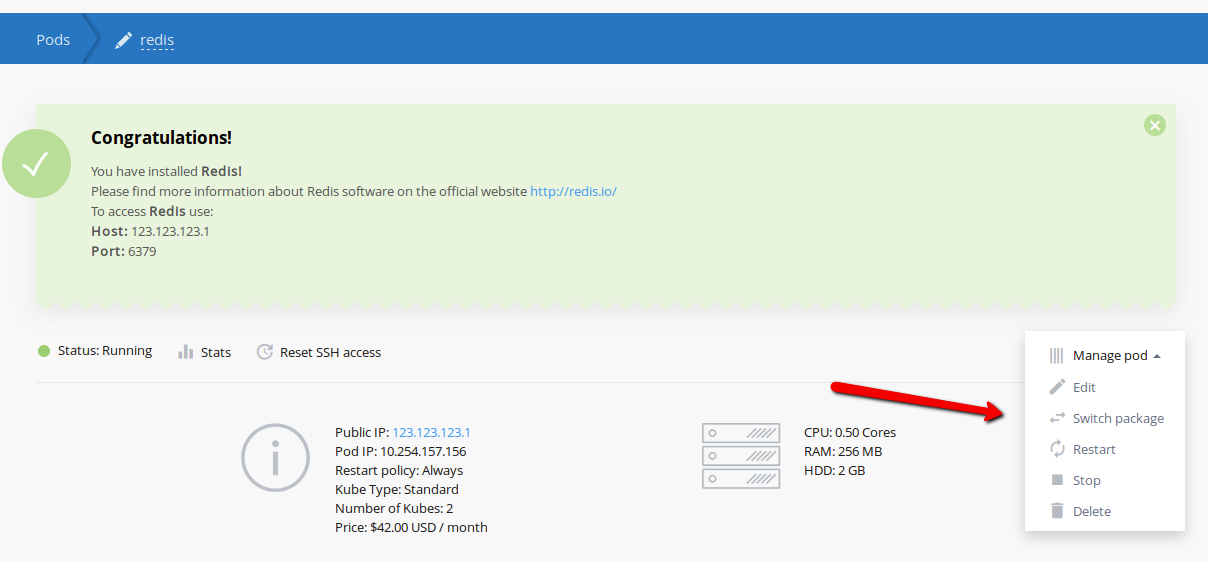 Pods
redis
Congratulations!
You have installed Redis!
Please find more information about Redis software on the official website http://redis.io/
To access Redis use:
Host: 123.123.123.1
Port: 6379
Status: Running
Stats
Reset SSH access
Manage pod
Edit
Switch package
Restart
Stop
Delete
Public IP: 123.123.123.1
Pod IP: 10.254.157.156
Restart policy: Always
Kube Type: Standard
Number of Kubes: 2
Price: $42.00 USD / month
CPU: 0.50 Cores
RAM: 256 MB
HDD: 2 GB